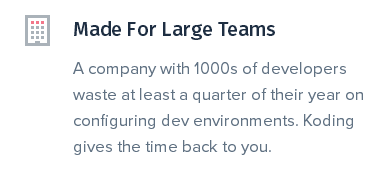 Made For Large Teams
A company with 1000s of developers
waste at least a quarter of their year on
configuring dev environments. Koding
gives the time back to you.